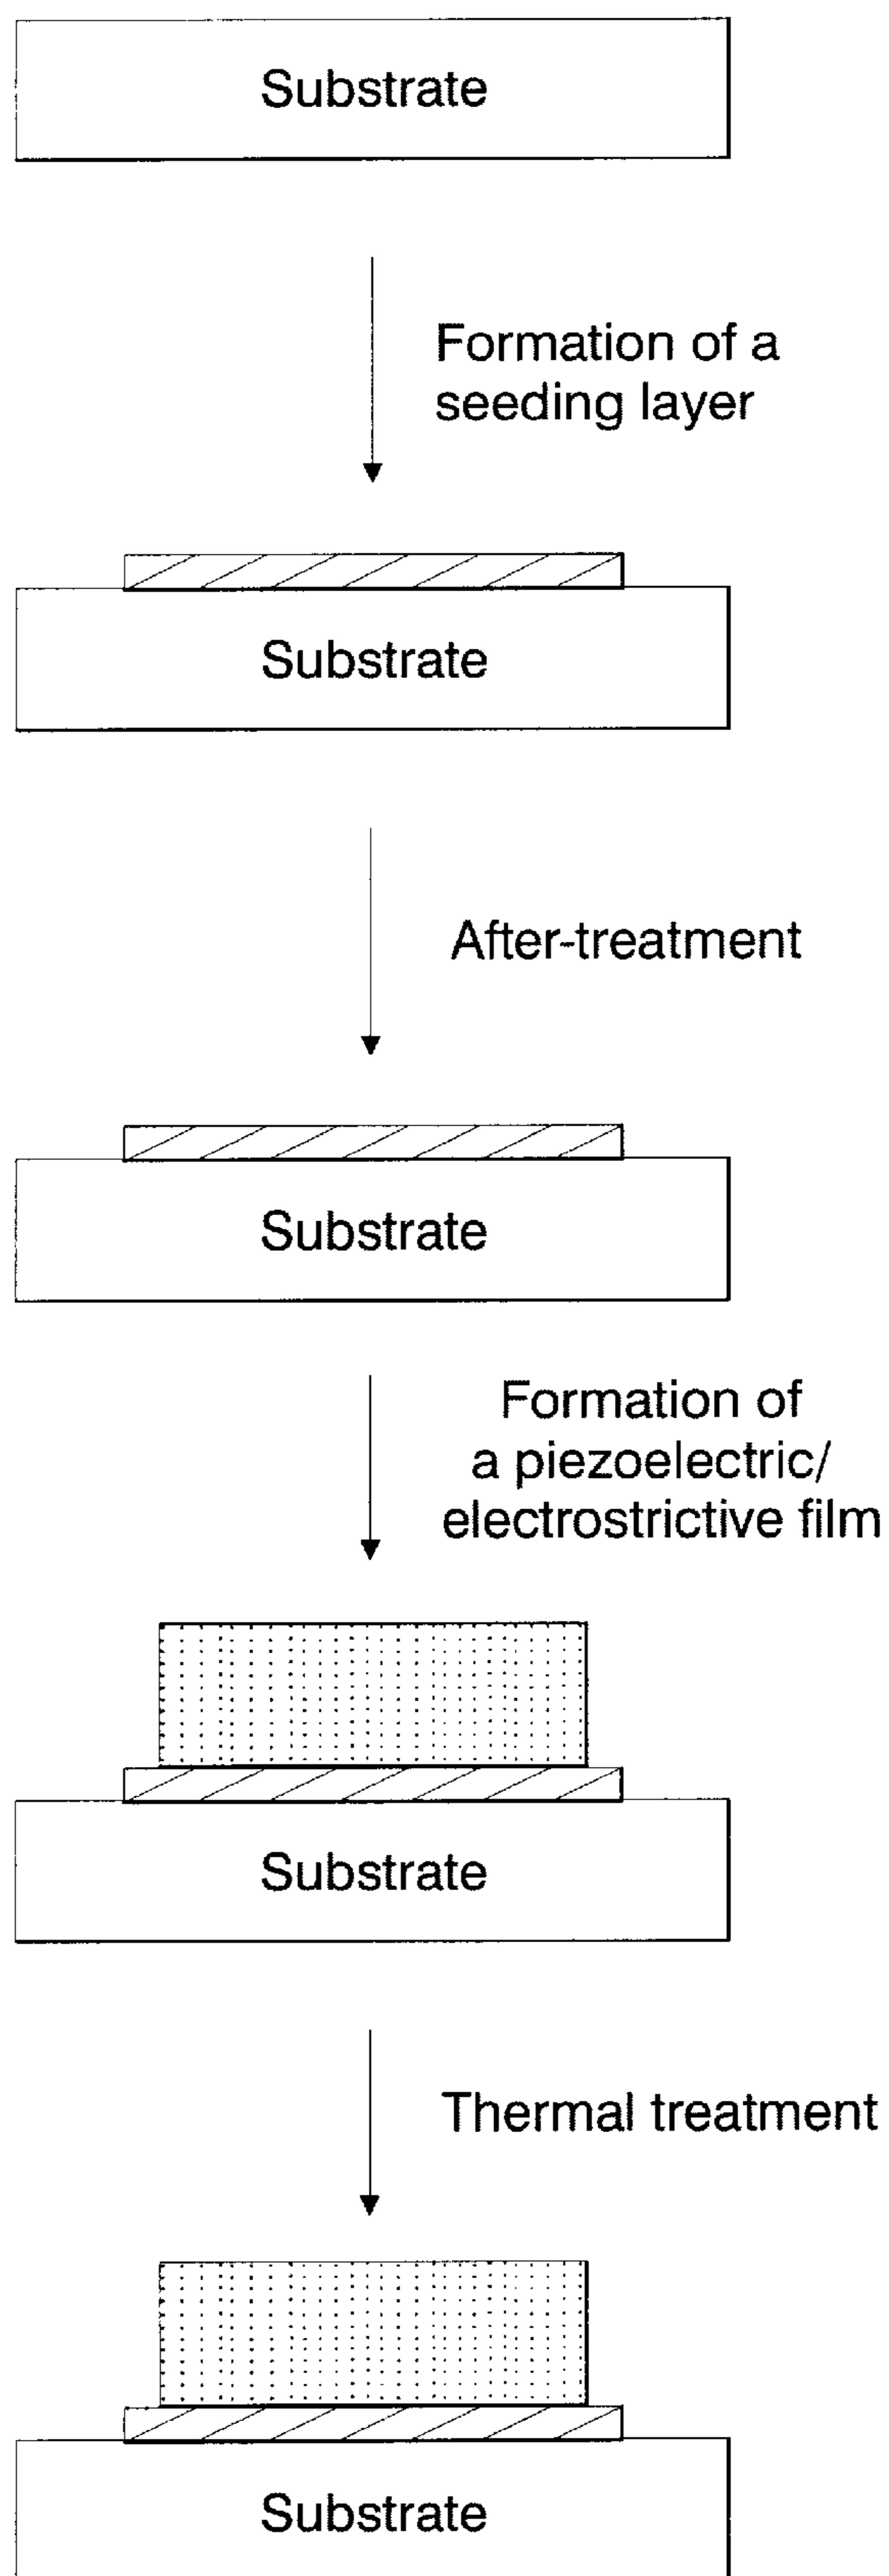 Substrate
Formation of a
seeding layer
Substrate
After-treatment
Substrate
Formation of
a piezoelectric/
electrostrictive film
Substrate
Thermal treatment
Substrate